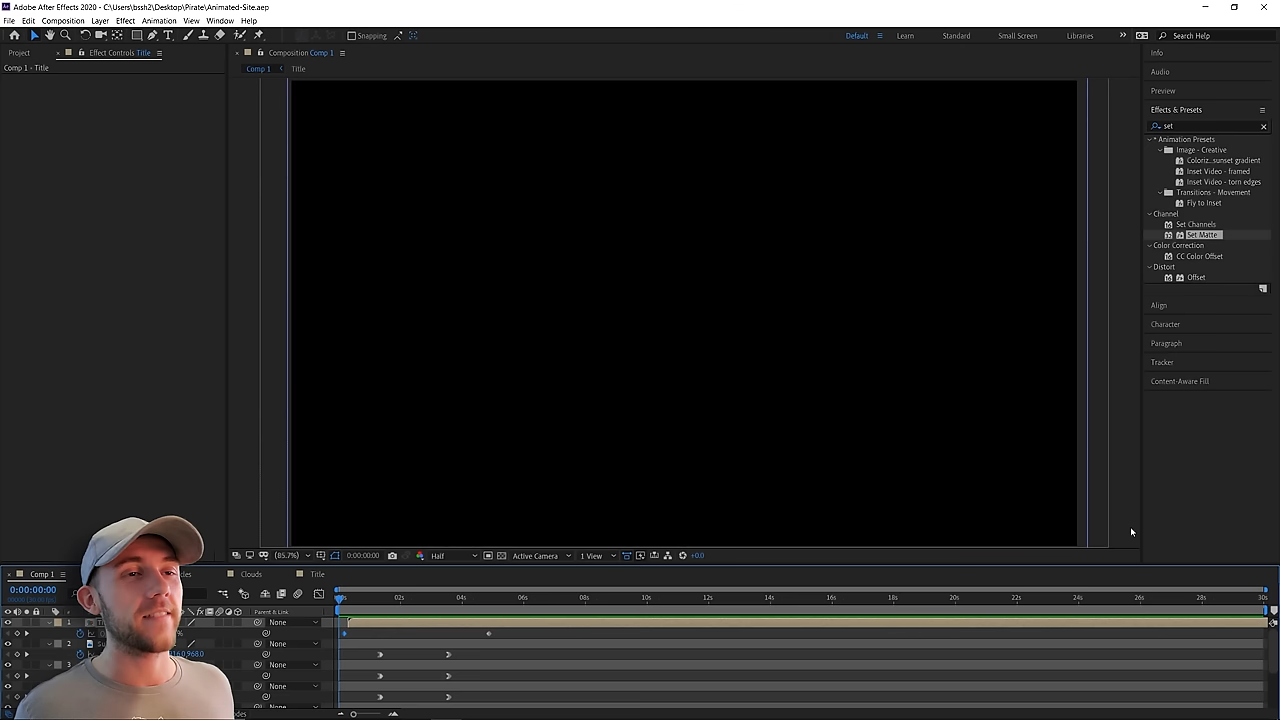 Adobe After Effects 2020 - C:\Users\bssh2\Desktop\Pirate\Animated-Site.aep
File Edit Composition Layer Effect Animation View Window Help
Snapping
Default Learn Standard Small Screen Libraries Search Help
Project Effect Controls Title
Composition Comp 1
Comp 1 - Title
Comp 1 Title
Info
Audio
Preview
Effects & Presets
set
* Animation Presets
Image - Creative
Coloriz...sunset gradient
Inset Video - framed
Inset Video - torn edges
Transitions - Movement
Fly to Inset
Channel
Set Channels
Set Matte
Color Correction
CC Color Offset
Distort
Offset
Align
Character
Paragraph
Tracker
Content-Aware Fill
(85.7%) 0:00:00:00 Half Active Camera 1 View +0.0
Comp 1 Clouds Title
0:00:00:00
02s 04s 06s 08s 10s 12s 14s 16s 18s 20s 22s 24s 26s 28s 30s
Parent & Link
1 None
%
2 None
3 None
None